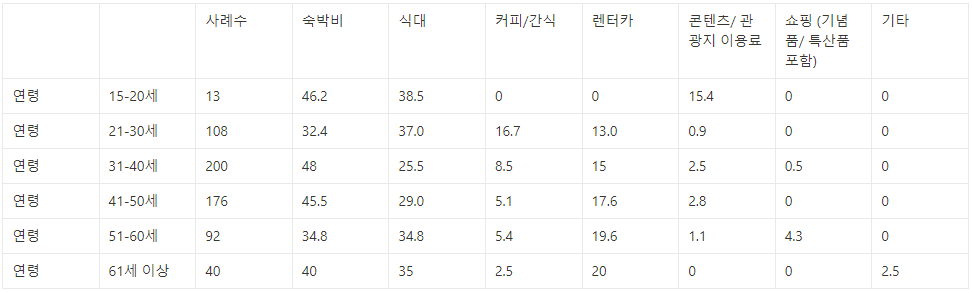 사례수 숙박비 식대 커피/간식 렌터카 콘텐츠/ 관광지 이용료 쇼핑 (기념품/ 특산품 포함) 기타
연령 15-20세 13 46.2 38.5 0 0 15.4 0 0
연령 21-30세 108 32.4 37.0 16.7 13.0 0.9 0 0
연령 31-40세 200 48 25.5 8.5 15 2.5 0.5 0
연령 41-50세 176 45.5 29.0 5.1 17.6 2.8 0 0
연령 51-60세 92 34.8 34.8 5.4 19.6 1.1 4.3 0
연령 61세 이상 40 40 35 2.5 20 0 0 2.5